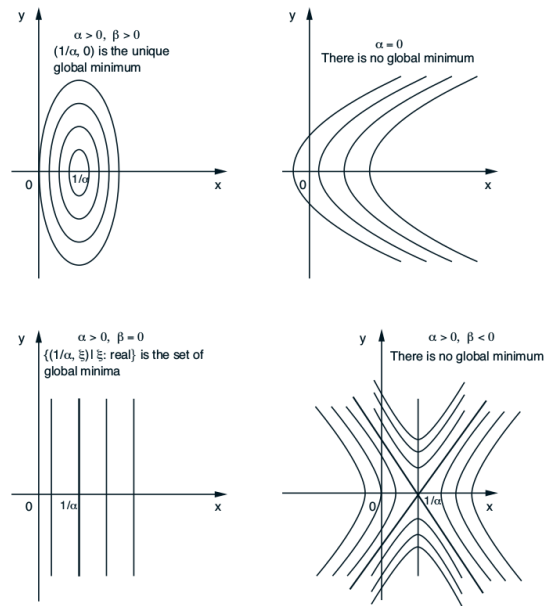 y
α > 0, β > 0
(1/α, 0) is the unique
global minimum
0
1/α
x
y
α = 0
There is no global minimum
0
x
y
α > 0, β = 0
{(1/α, ξ)| ξ: real} is the set of
global minima
0
1/α
x
y
α > 0, β < 0
There is no global minimum
0
1/α
x